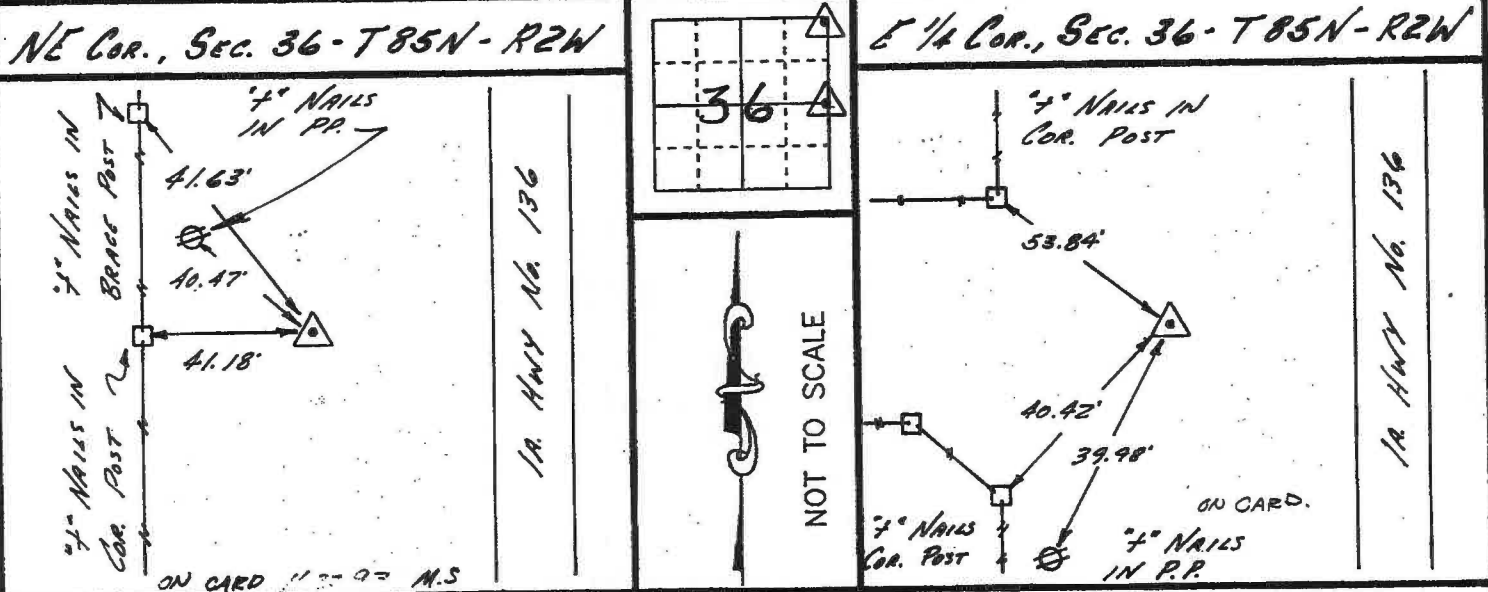 NE COR., SEC. 36 - T85N - R2W
"+" NAILS
IN PP.
"+" NAILS IN
BRACE POST
41.63'
40.47'
41.18'
"+" NAILS IN
COR. POST
IA. HWY No. 136
ON CARD M.S
36
NOT TO SCALE
E 1/4 COR., SEC. 36 - T85N - R2W
"+" NAILS IN
COR. POST
53.84'
40.42'
39.98'
ON CARD.
"+" NAILS
COR. POST
"+" NAILS
IN P.P.
IA. HWY No. 136